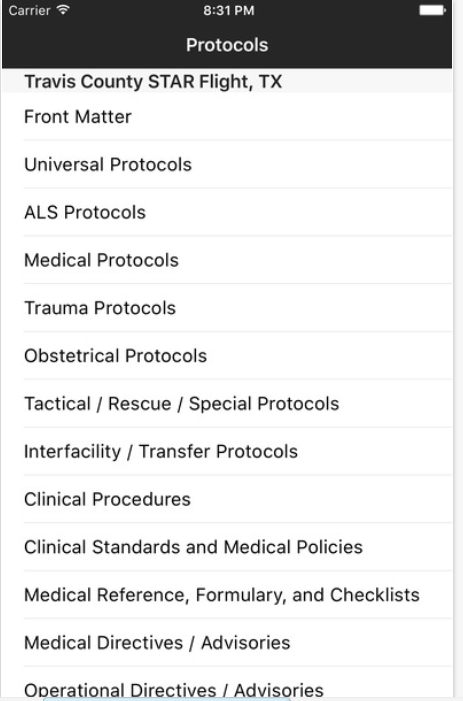 Carrier
8:31 PM
Protocols
Travis County STAR Flight, TX
Front Matter
Universal Protocols
ALS Protocols
Medical Protocols
Trauma Protocols
Obstetrical Protocols
Tactical / Rescue / Special Protocols
Interfacility / Transfer Protocols
Clinical Procedures
Clinical Standards and Medical Policies
Medical Reference, Formulary, and Checklists
Medical Directives / Advisories
Operational Directives / Advisories